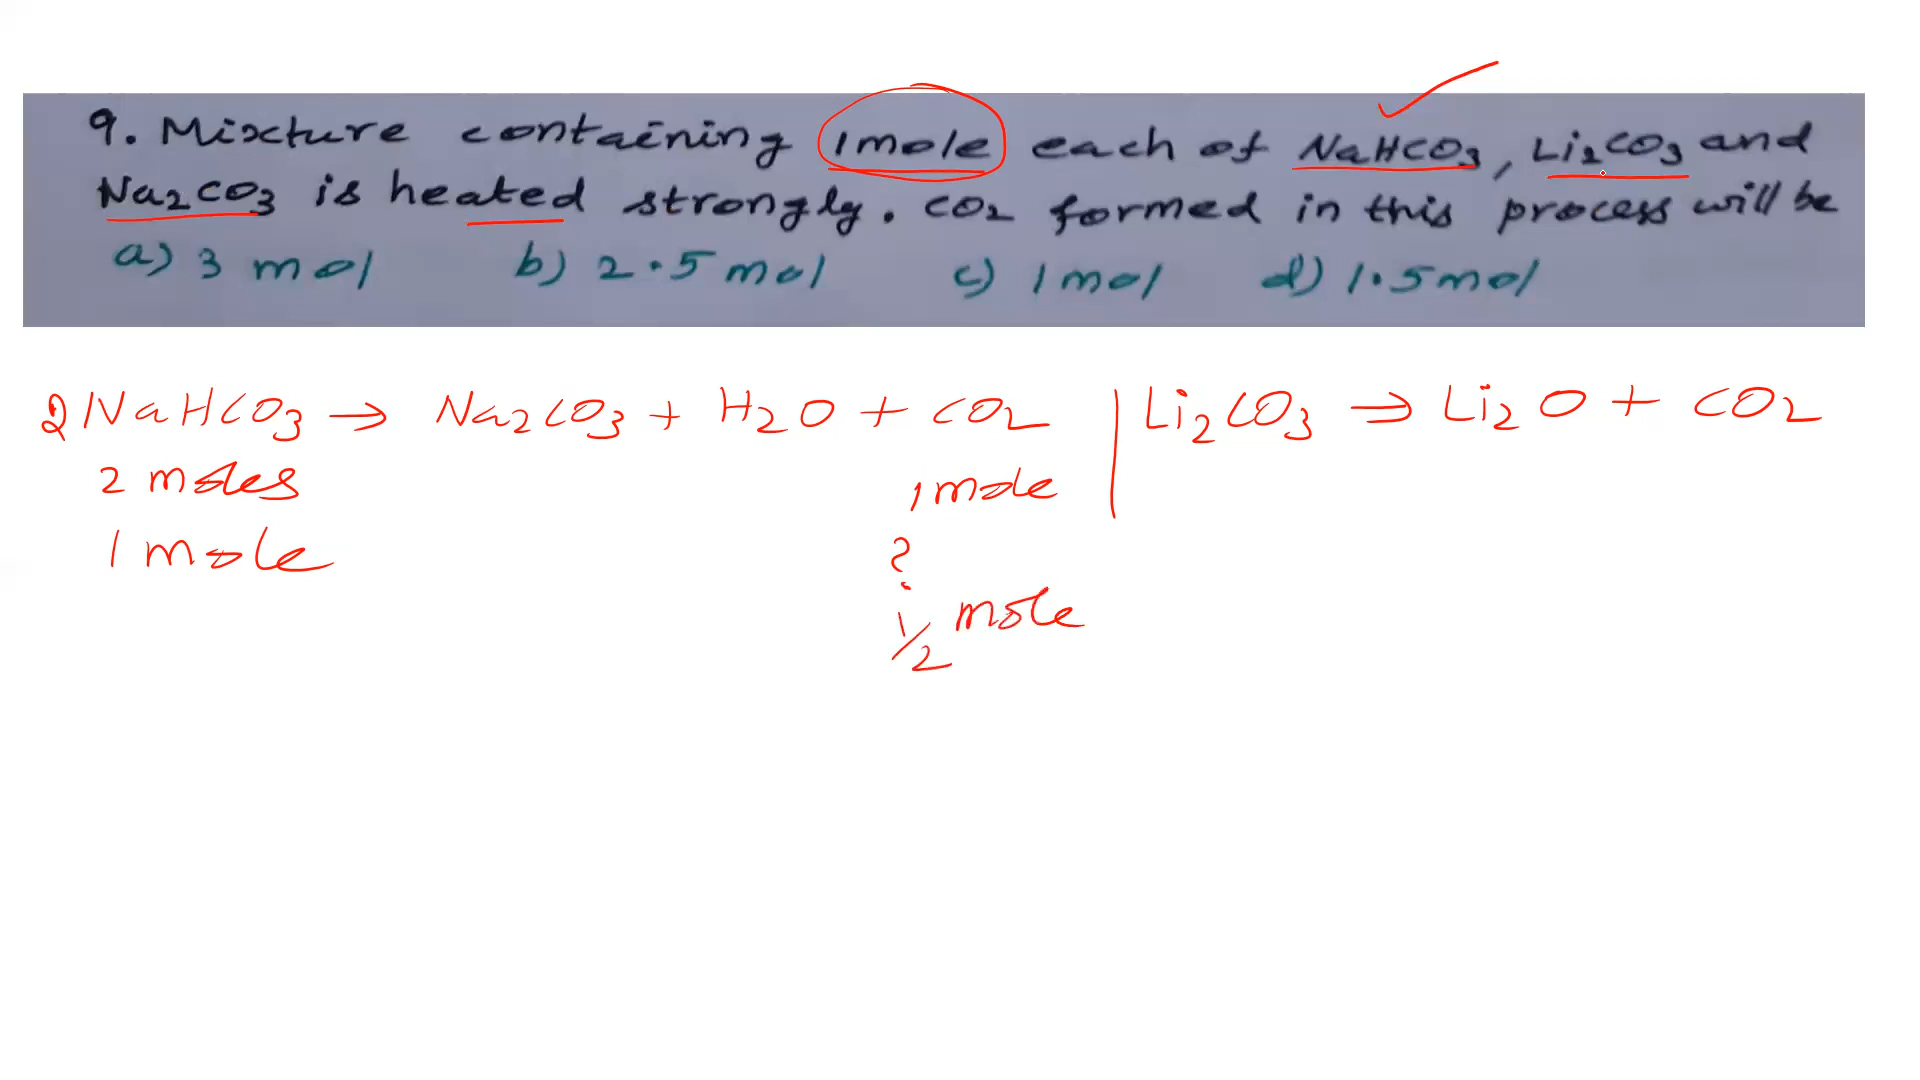 9. Mixture containing 1mole each of NaHCO3, Li2CO3 and
Na2CO3 is heated strongly. CO2 formed in this process will be
a) 3 mol b) 2.5 mol c) 1 mol d) 1.5 mol
2NaHCO3 → Na2CO3 + H2O + CO2 | Li2CO3 → Li2O + CO2
2 moles 1 mole
1 mole ?
1/2 mole